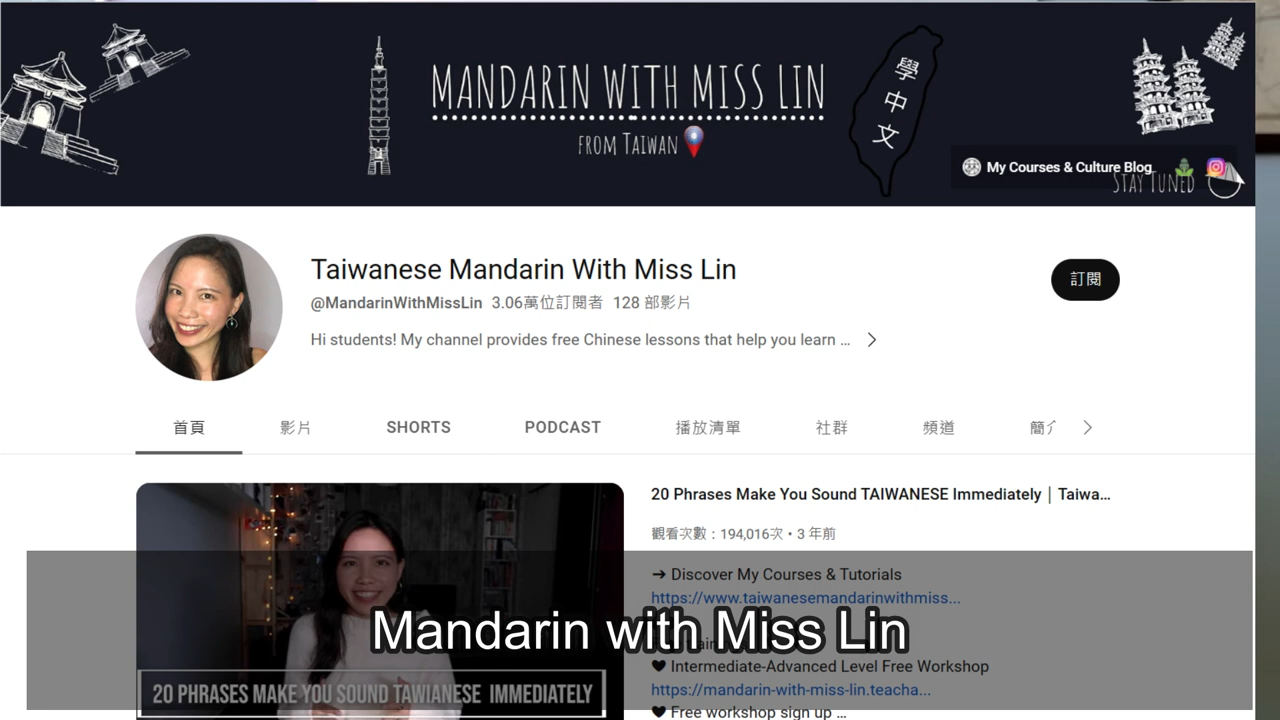 MANDARIN WITH MISS LIN
FROM TAIWAN
學中文
My Courses & Culture Blog
STAY TUNED
Taiwanese Mandarin With Miss Lin
訂閱
@MandarinWithMissLin 3.06萬位訂閱者 128 部影片
Hi students! My channel provides free Chinese lessons that help you learn ...
首頁 影片 SHORTS PODCAST 播放清單 社群 頻道
20 Phrases Make You Sound TAIWANESE Immediately | Taiwa...
觀看次數：194,016次 • 3 年前
➔ Discover My Courses & Tutorials
https://www.taiwanesemandarinwithmiss...
Mandarin with Miss Lin
♥ Intermediate-Advanced Level Free Workshop
https://mandarin-with-miss-lin.teacha...
20 PHRASES MAKE YOU SOUND TAWIANESE IMMEDIATELY
♥ Free workshop sign up ...